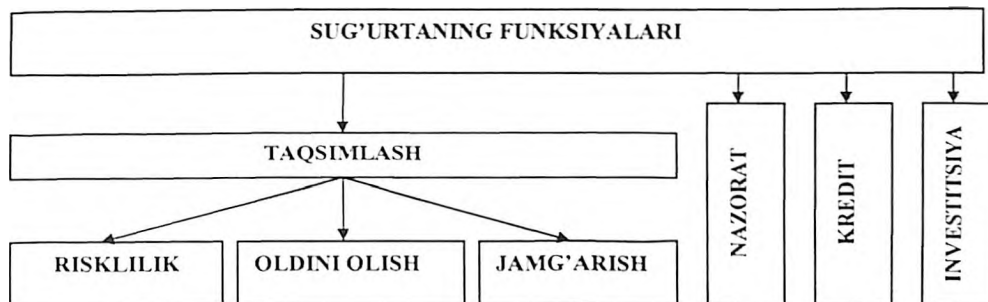 SUG'URTANING FUNKSIYALARI
TAQSIMLASH
RISKLILIK
OLDINI OLISH
JAMG'ARISH
NAZORAT
KREDIT
INVESTITSIYA